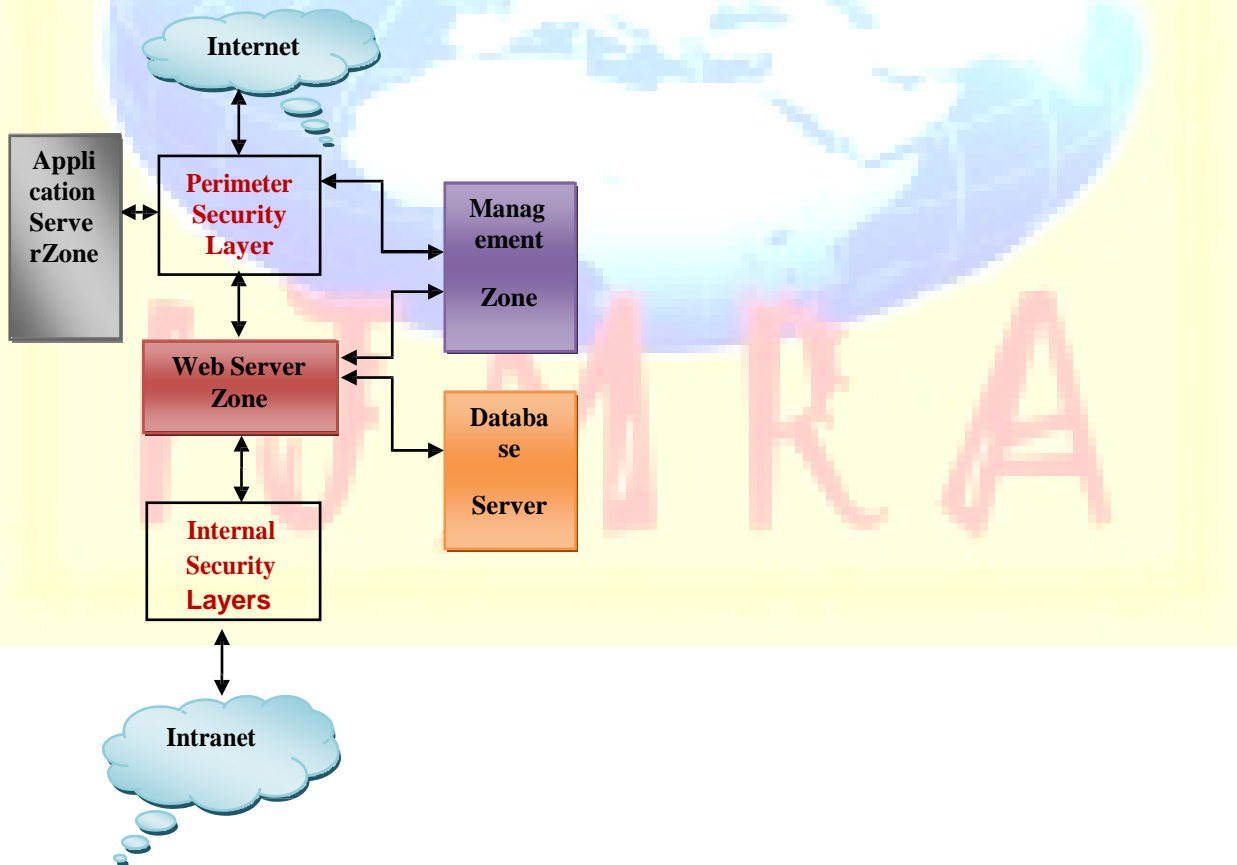 Internet
Appli
cation
Serve
rZone
Perimeter
Security
Layer
Manag
ement
Zone
Web Server
Zone
Databa
se
Server
Internal
Security
Layers
Intranet
IJMRA